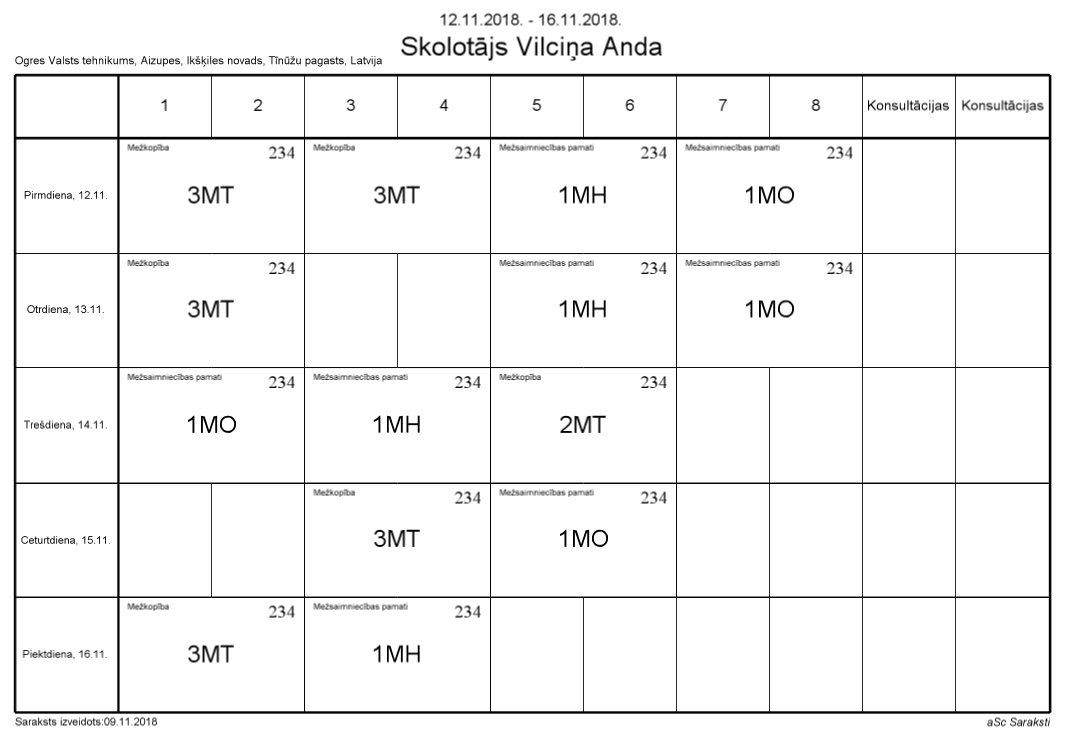 12.11.2018. - 16.11.2018.
Skolotājs Vilciņa Anda
Ogres Valsts tehnikums, Aizupes, Ikšķiles novads, Tīnūžu pagasts, Latvija
1 2 3 4 5 6 7 8 Konsultācijas Konsultācijas
Mežkopība 234 Mežkopība 234 Mežsaimniecības pamati 234 Mežsaimniecības pamati 234
Pirmdiena, 12.11. 3MT 3MT 1MH 1MO
Mežkopība 234 Mežsaimniecības pamati 234 Mežsaimniecības pamati 234
Otrdiena, 13.11. 3MT 1MH 1MO
Mežsaimniecības pamati 234 Mežsaimniecības pamati 234 Mežkopība 234
Trešdiena, 14.11. 1MO 1MH 2MT
Mežkopība 234 Mežsaimniecības pamati 234
Ceturtdiena, 15.11. 3MT 1MO
Mežkopība 234 Mežsaimniecības pamati 234
Piektdiena, 16.11. 3MT 1MH
Saraksts izveidots:09.11.2018 aSc Saraksti